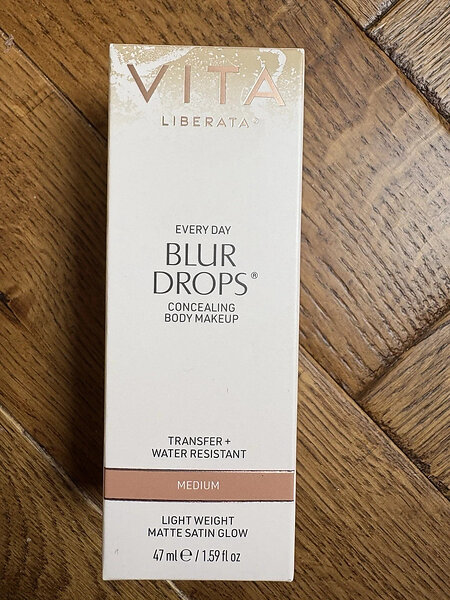 VITA
LIBERATA
EVERY DAY
BLUR
DROPS®
CONCEALING
BODY MAKEUP
TRANSFER +
WATER RESISTANT
MEDIUM
LIGHT WEIGHT
MATTE SATIN GLOW
47 ml ℮ / 1.59 fl oz